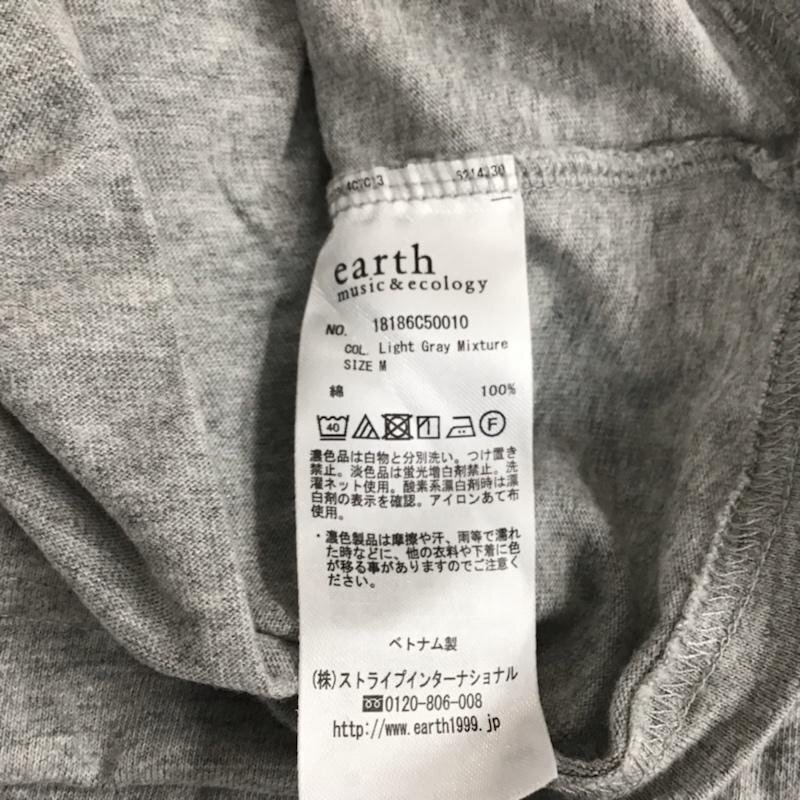 earth
music&ecology
NO. 18186C50010
COL. Light Gray Mixture
SIZE M
綿 100%
40 F
濃色品は白物と分別洗い。つけ置き
禁止。淡色品は蛍光増白剤禁止。洗
濯ネット使用。酸素系漂白剤時は漂
白剤の表示を確認。アイロンあて布
使用。
・濃色製品は摩擦や汗、雨等で濡れ
た時などに、他の衣料や下着に色
が移る事がありますのでご注意く
ださい。
ベトナム製
(株)ストライプインターナショナル
0120-806-008
http://www.earth1999.jp